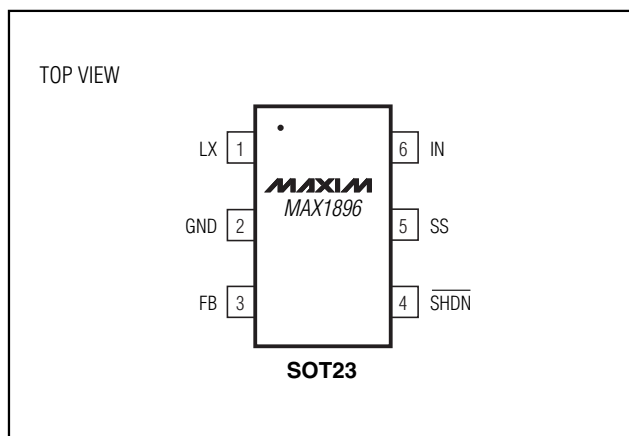 TOP VIEW
LX 1
6 IN
MAXIM
MAX1896
GND 2
5 SS
FB 3
4 SHDN
SOT23